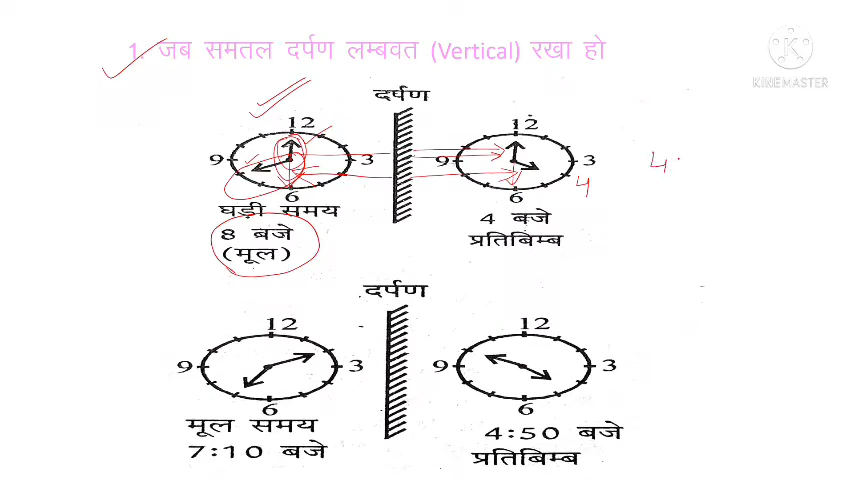 1. जब समतल दर्पण लम्बवत (Vertical) रखा हो
KINEMASTER
दर्पण
12
9
3
6
घड़ी समय
8 बजे
(मूल)
12
9
3
4
6
4 बजे
प्रतिबिम्ब
4
दर्पण
12
9
3
6
मूल समय
7:10 बजे
12
9
3
6
4:50 बजे
प्रतिबिम्ब